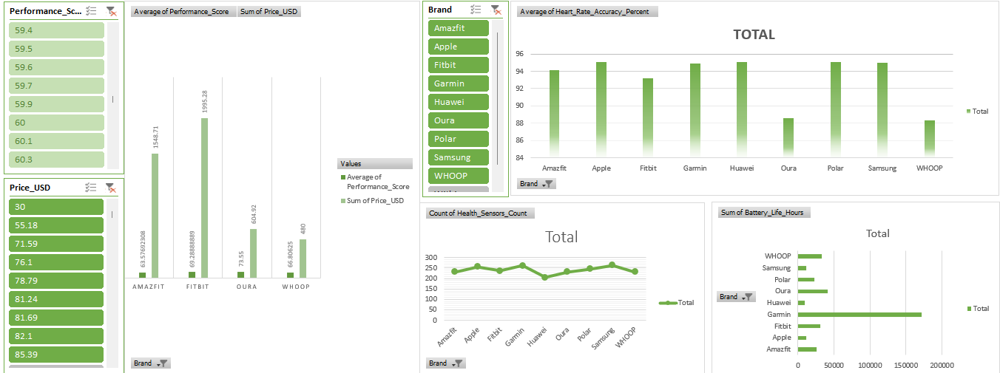 Performance_Sc...
59.4
59.5
59.6
59.7
59.9
60
60.1
60.3
Price_USD
30
55.18
71.59
76.1
78.79
81.24
81.69
82.1
85.39
Average of Performance_Score Sum of Price_USD
63.57692308
1548.71
69.28888889
1995.28
73.55
604.92
66.80625
480
AMAZFIT FITBIT OURA WHOOP
Values
Average of
Performance_Score
Sum of Price_USD
Brand
Brand
Amazfit
Apple
Fitbit
Garmin
Huawei
Oura
Polar
Samsung
WHOOP
Average of Heart_Rate_Accuracy_Percent
TOTAL
96
94
92
90
88
86
84
Amazfit Apple Fitbit Garmin Huawei Oura Polar Samsung WHOOP
Total
Brand
Count of Health_Sensors_Count
Total
300
250
200
150
100
50
0
Amazfit Apple Fitbit Garmin Huawei Oura Polar Samsung WHOOP
Total
Brand
Sum of Battery_Life_Hours
Total
WHOOP
Samsung
Polar
Oura
Huawei
Garmin
Fitbit
Apple
Amazfit
0 50000 100000 150000 200000
Brand
Total